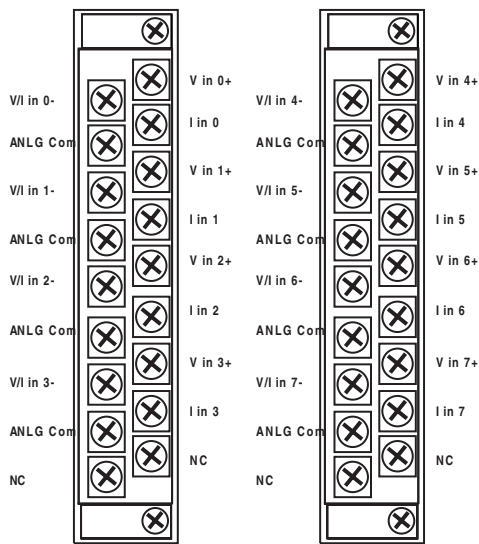 V in 0+
V/I in 0-
I in 0
ANLG Com
V in 1+
V/I in 1-
I in 1
ANLG Com
V in 2+
V/I in 2-
I in 2
ANLG Com
V in 3+
V/I in 3-
I in 3
ANLG Com
NC
NC
V in 4+
V/I in 4-
I in 4
ANLG Com
V in 5+
V/I in 5-
I in 5
ANLG Com
V in 6+
V/I in 6-
I in 6
ANLG Com
V in 7+
V/I in 7-
I in 7
ANLG Com
NC
NC